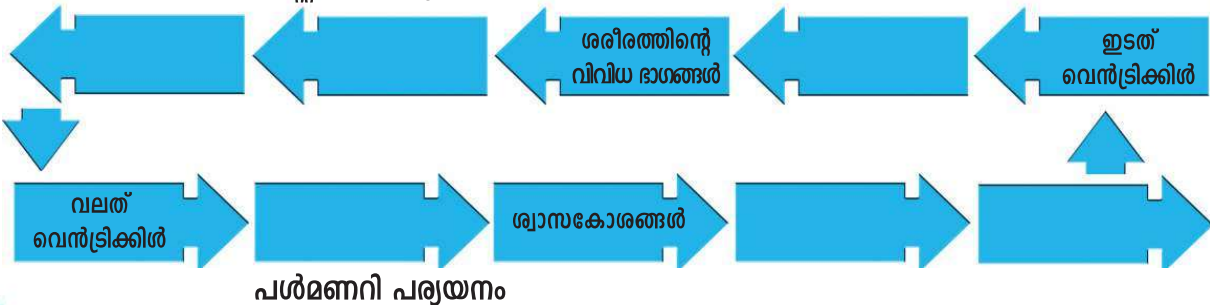 ശരീരത്തിന്റെ
വിവിധ ഭാഗങ്ങൾ
ഇടത്
വെൻട്രിക്കിൾ
വലത്
വെൻട്രിക്കിൾ
ശ്വാസകോശങ്ങൾ
പൾമണറി പര്യയനം